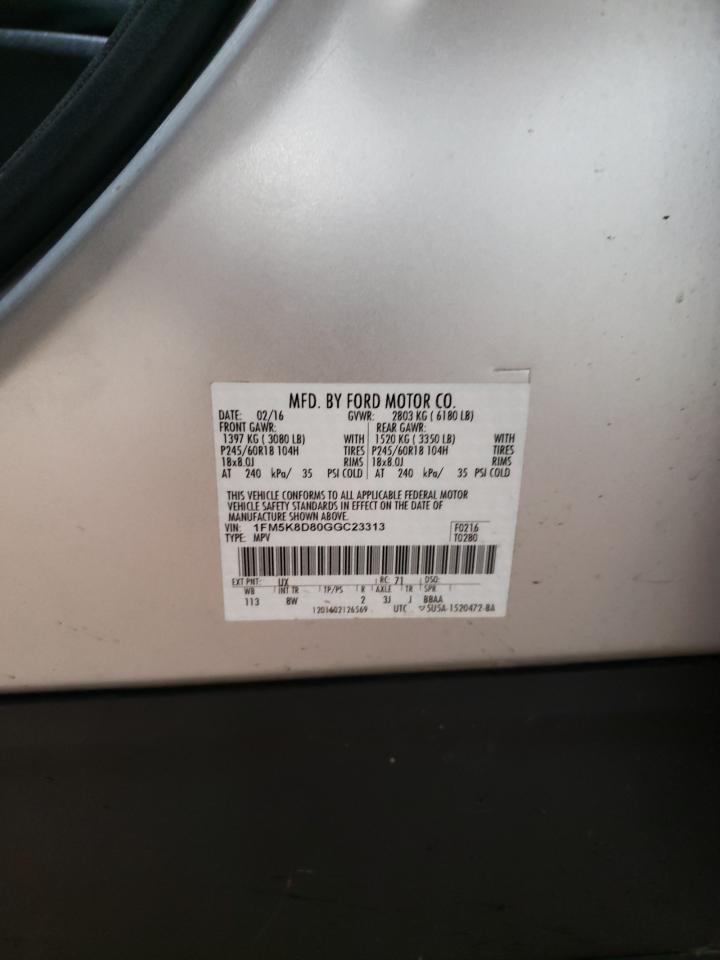 MFD. BY FORD MOTOR CO.
DATE: 02/16 GVWR: 2803 KG ( 6180 LB)
FRONT GAWR: REAR GAWR:
1397 KG ( 3080 LB) WITH 1520 KG ( 3350 LB) WITH
P245/60R18 104H TIRES P245/60R18 104H TIRES
18x8.0J RIMS 18x8.0J RIMS
AT 240 kPa/ 35 PSI COLD AT 240 kPa/ 35 PSI COLD
THIS VEHICLE CONFORMS TO ALL APPLICABLE FEDERAL MOTOR
VEHICLE SAFETY STANDARDS IN EFFECT ON THE DATE OF
MANUFACTURE SHOWN ABOVE.
VIN: 1FM5K8D80GGC23313 F0216
TYPE: MPV T0280
EXT PNT: UX RC: 71 DSO:
WB INT TR TP/PS R AXLE TR SPR
113 8W 2 3J J BBAA
1201602126569 UTC ▽5U5A-1520472-BA